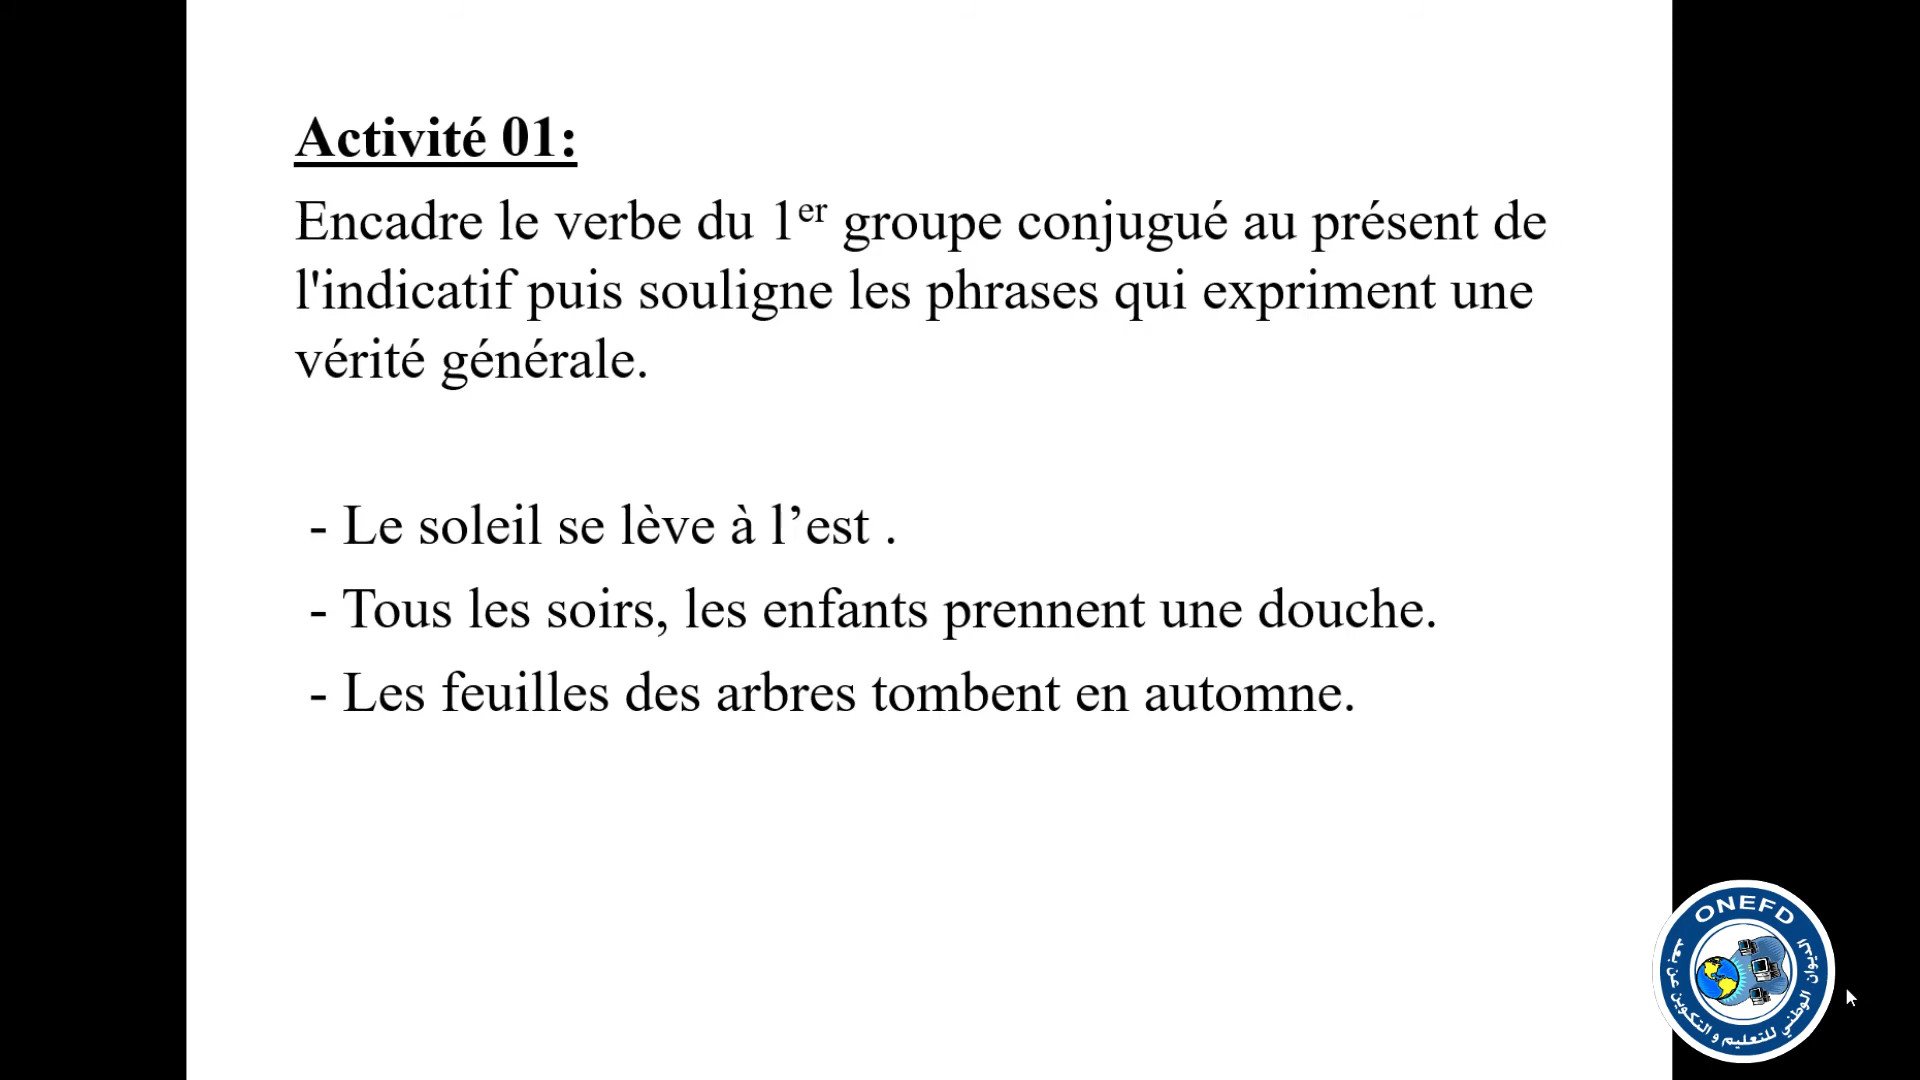 Activité 01:
Encadre le verbe du 1er groupe conjugué au présent de
l'indicatif puis souligne les phrases qui expriment une
vérité générale.
- Le soleil se lève à l’est .
- Tous les soirs, les enfants prennent une douche.
- Les feuilles des arbres tombent en automne.
ONEFD
الديوان الوطني للتعليم و التكوين عن بعد